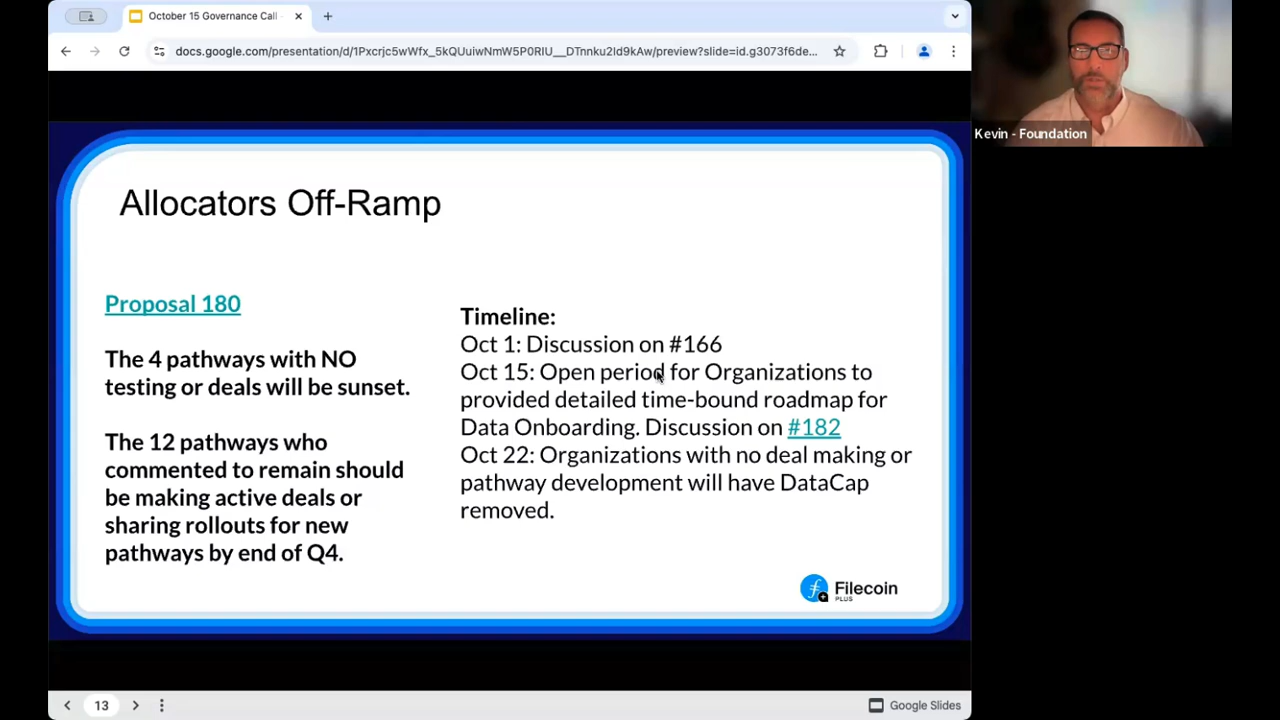 October 15 Governance Call -
docs.google.com/presentation/d/1Pxcrjc5wWfx_5kQUuiwNmW5P0RIU__DTnnku2Id9kAw/preview?slide=id.g3073f6de...
Kevin - Foundation
Allocators Off-Ramp
Proposal 180
The 4 pathways with NO
testing or deals will be sunset.
The 12 pathways who
commented to remain should
be making active deals or
sharing rollouts for new
pathways by end of Q4.
Timeline:
Oct 1: Discussion on #166
Oct 15: Open period for Organizations to
provided detailed time-bound roadmap for
Data Onboarding. Discussion on #182
Oct 22: Organizations with no deal making or
pathway development will have DataCap
removed.
Filecoin
PLUS
13
Google Slides